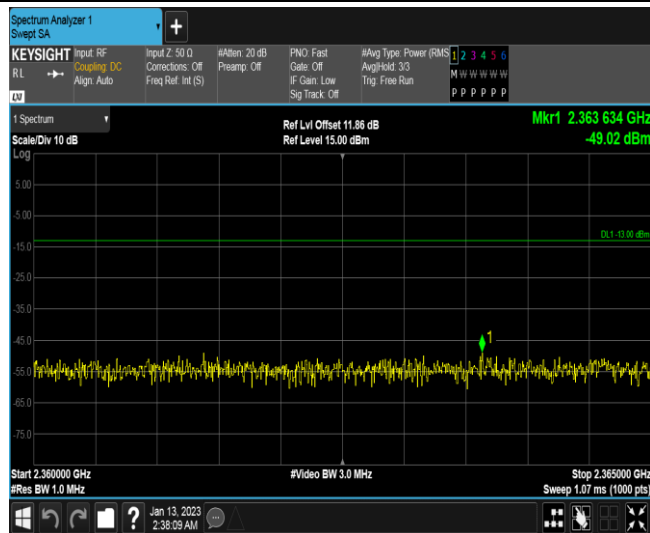 Spectrum Analyzer 1
Swept SA
+
KEYSIGHT
RL
Input: RF
Coupling: DC
Align: Auto
Input Z: 50 Ω
Corrections: Off
Freq Ref: Int (S)
#Atten: 20 dB
Preamp: Off
PNO: Fast
Gate: Off
IF Gain: Low
Sig Track: Off
#Avg Type: Power (RMS
Avg|Hold: 3/3
Trig: Free Run
1 2 3 4 5 6
M W W W W W
P P P P P P
1 Spectrum
Scale/Div 10 dB
Ref Lvl Offset 11.86 dB
Ref Level 15.00 dBm
Mkr1 2.363 634 GHz
-49.02 dBm
Log
5.00
-5.00
DL1 -13.00 dBm
-15.0
-25.0
-35.0
-45.0
1
-55.0
-65.0
-75.0
Start 2.360000 GHz
#Res BW 1.0 MHz
#Video BW 3.0 MHz
Stop 2.365000 GHz
Sweep 1.07 ms (1000 pts)
?
Jan 13, 2023
2:38:09 AM